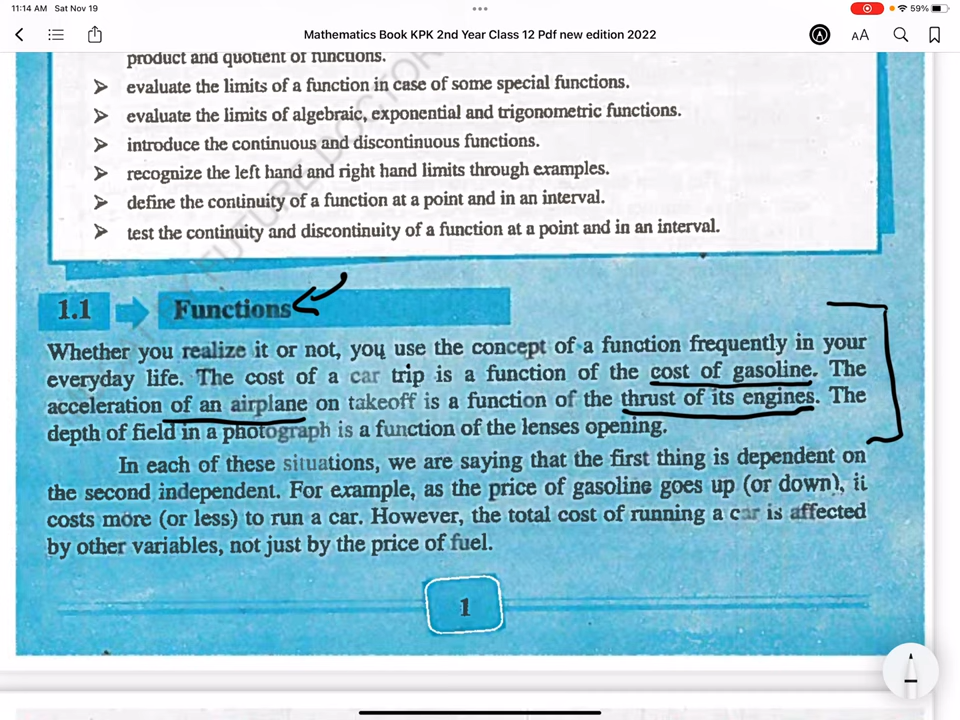 11:14 AM Sat Nov 19
59%
Mathematics Book KPK 2nd Year Class 12 Pdf new edition 2022
AA
product and quotient of functions.
➢ evaluate the limits of a function in case of some special functions.
➢ evaluate the limits of algebraic, exponential and trigonometric functions.
➢ introduce the continuous and discontinuous functions.
➢ recognize the left hand and right hand limits through examples.
➢ define the continuity of a function at a point and in an interval.
➢ test the continuity and discontinuity of a function at a point and in an interval.
1.1 Functions
Whether you realize it or not, you use the concept of a function frequently in your
everyday life. The cost of a car trip is a function of the cost of gasoline. The
acceleration of an airplane on takeoff is a function of the thrust of its engines. The
depth of field in a photograph is a function of the lenses opening.
In each of these situations, we are saying that the first thing is dependent on
the second independent. For example, as the price of gasoline goes up (or down), it
costs more (or less) to run a car. However, the total cost of running a car is affected
by other variables, not just by the price of fuel.
1